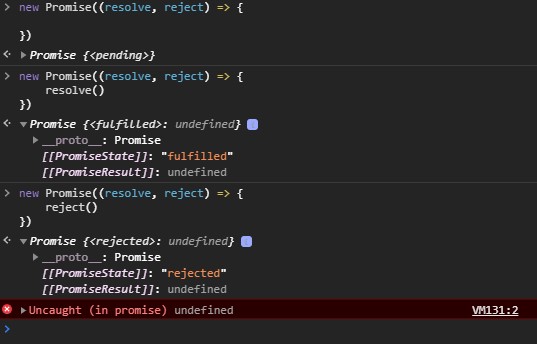 > new Promise((resolve, reject) => {
})
Promise {<pending>}
> new Promise((resolve, reject) => {
resolve()
})
Promise {<fulfilled>: undefined}
__proto__: Promise
[[PromiseState]]: "fulfilled"
[[PromiseResult]]: undefined
> new Promise((resolve, reject) => {
reject()
})
Promise {<rejected>: undefined}
__proto__: Promise
[[PromiseState]]: "rejected"
[[PromiseResult]]: undefined
Uncaught (in promise) undefined VM131:2
>